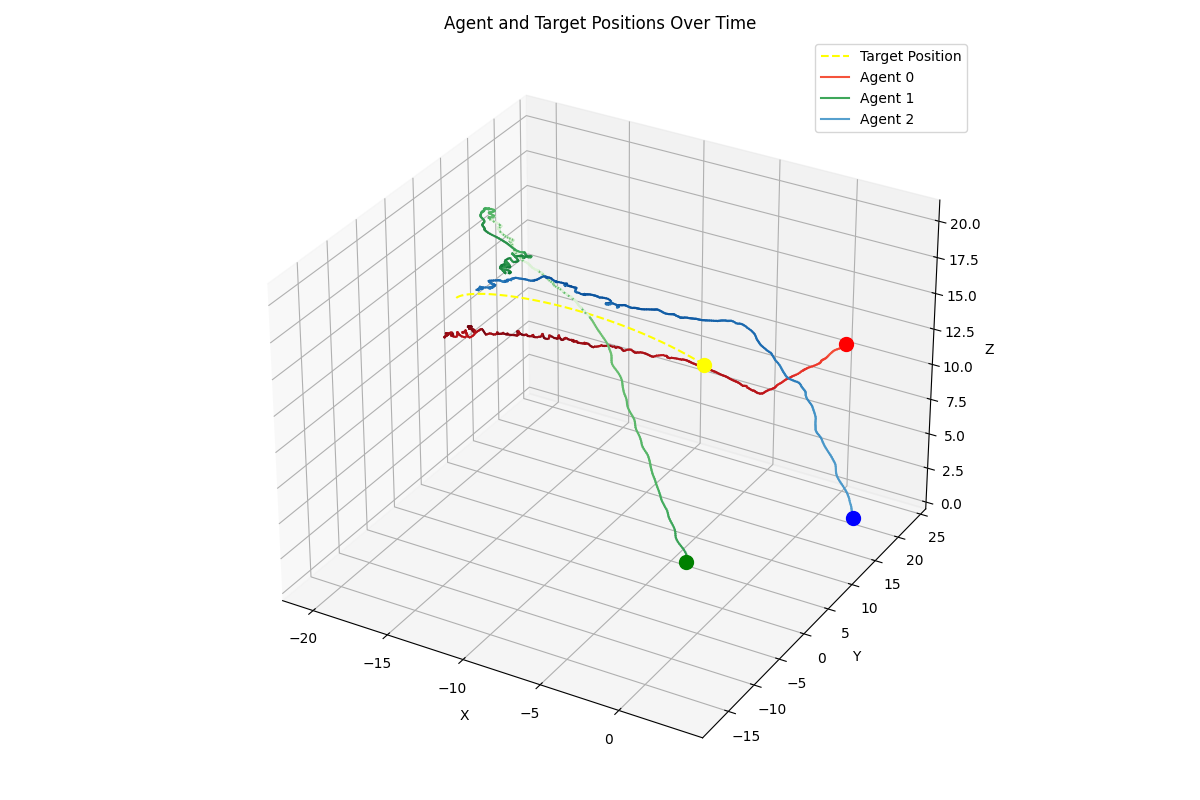 Agent and Target Positions Over Time
Target Position
Agent 0
Agent 1
Agent 2
20.0
17.5
15.0
12.5
10.0
7.5
5.0
2.5
0.0
Z
25
20
15
10
5
0
−5
−10
−15
Y
−20
−15
−10
−5
0
X